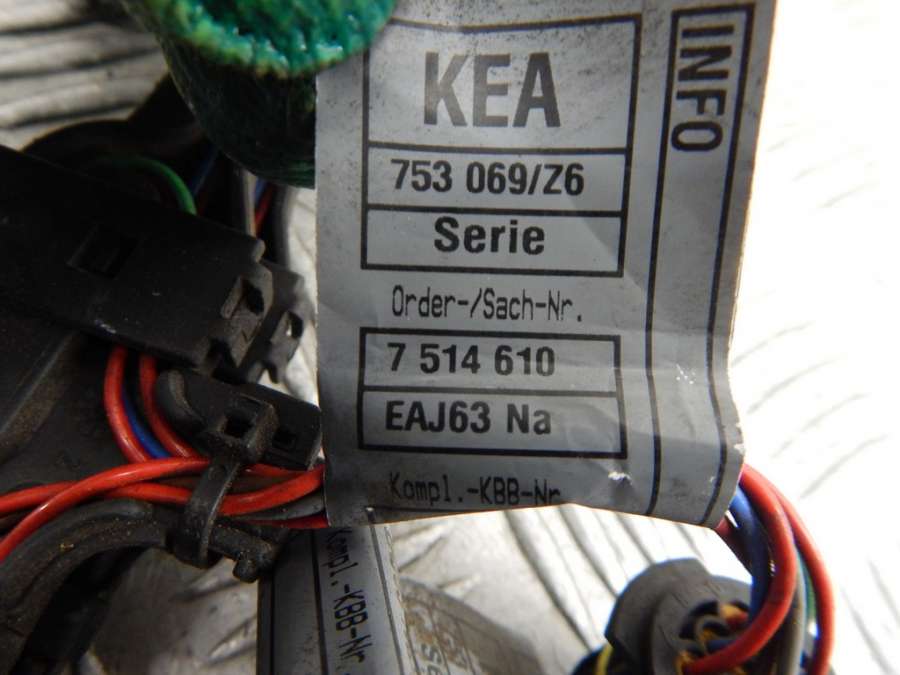 KEA
753 069/Z6
Serie
Order-/Sach-Nr.
7 514 610
EAJ63 Na
Kompl.-KBB-Nr
INFO
Kompl.-KBB-Nr.